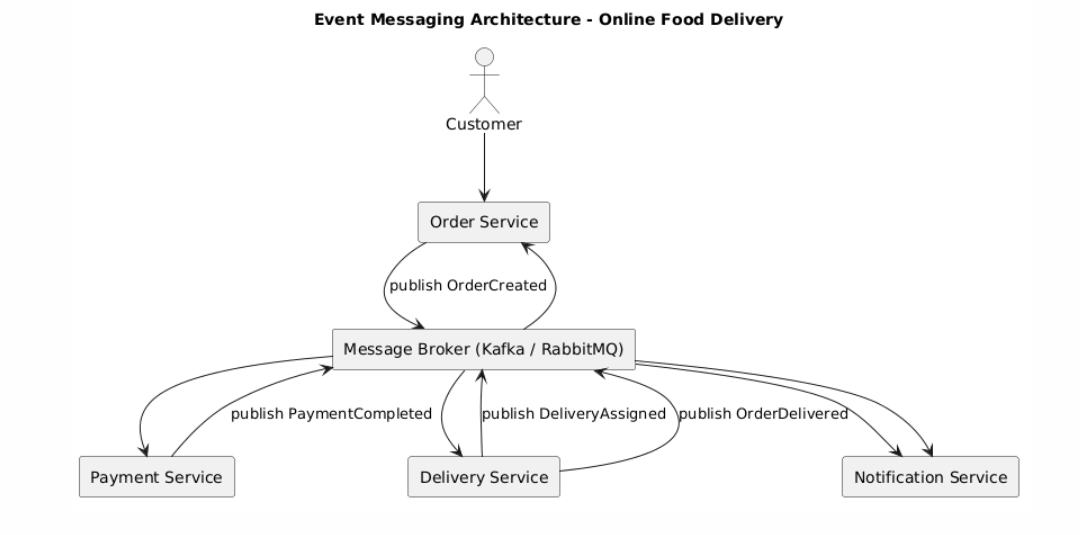 Event Messaging Architecture - Online Food Delivery
Customer
Order Service
publish OrderCreated
Message Broker (Kafka / RabbitMQ)
publish PaymentCompleted
publish DeliveryAssigned
publish OrderDelivered
Payment Service
Delivery Service
Notification Service